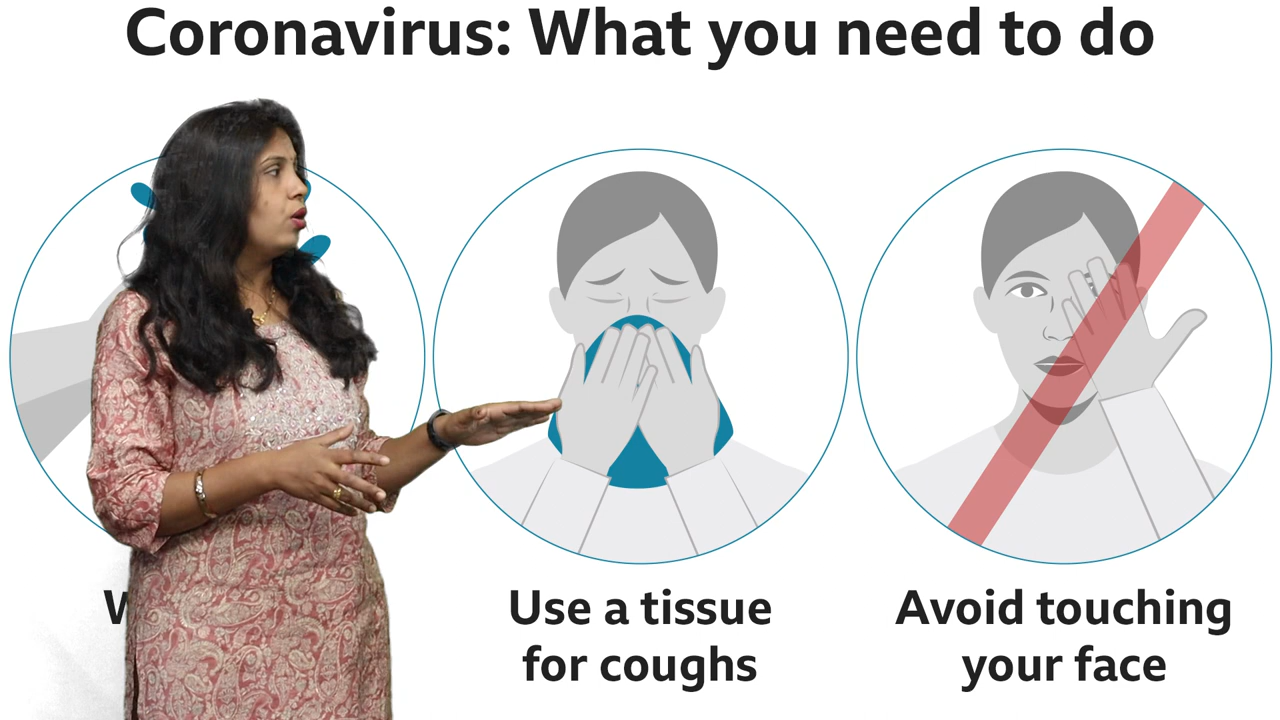 Coronavirus: What you need to do
Use a tissue
for coughs
Avoid touching
your face